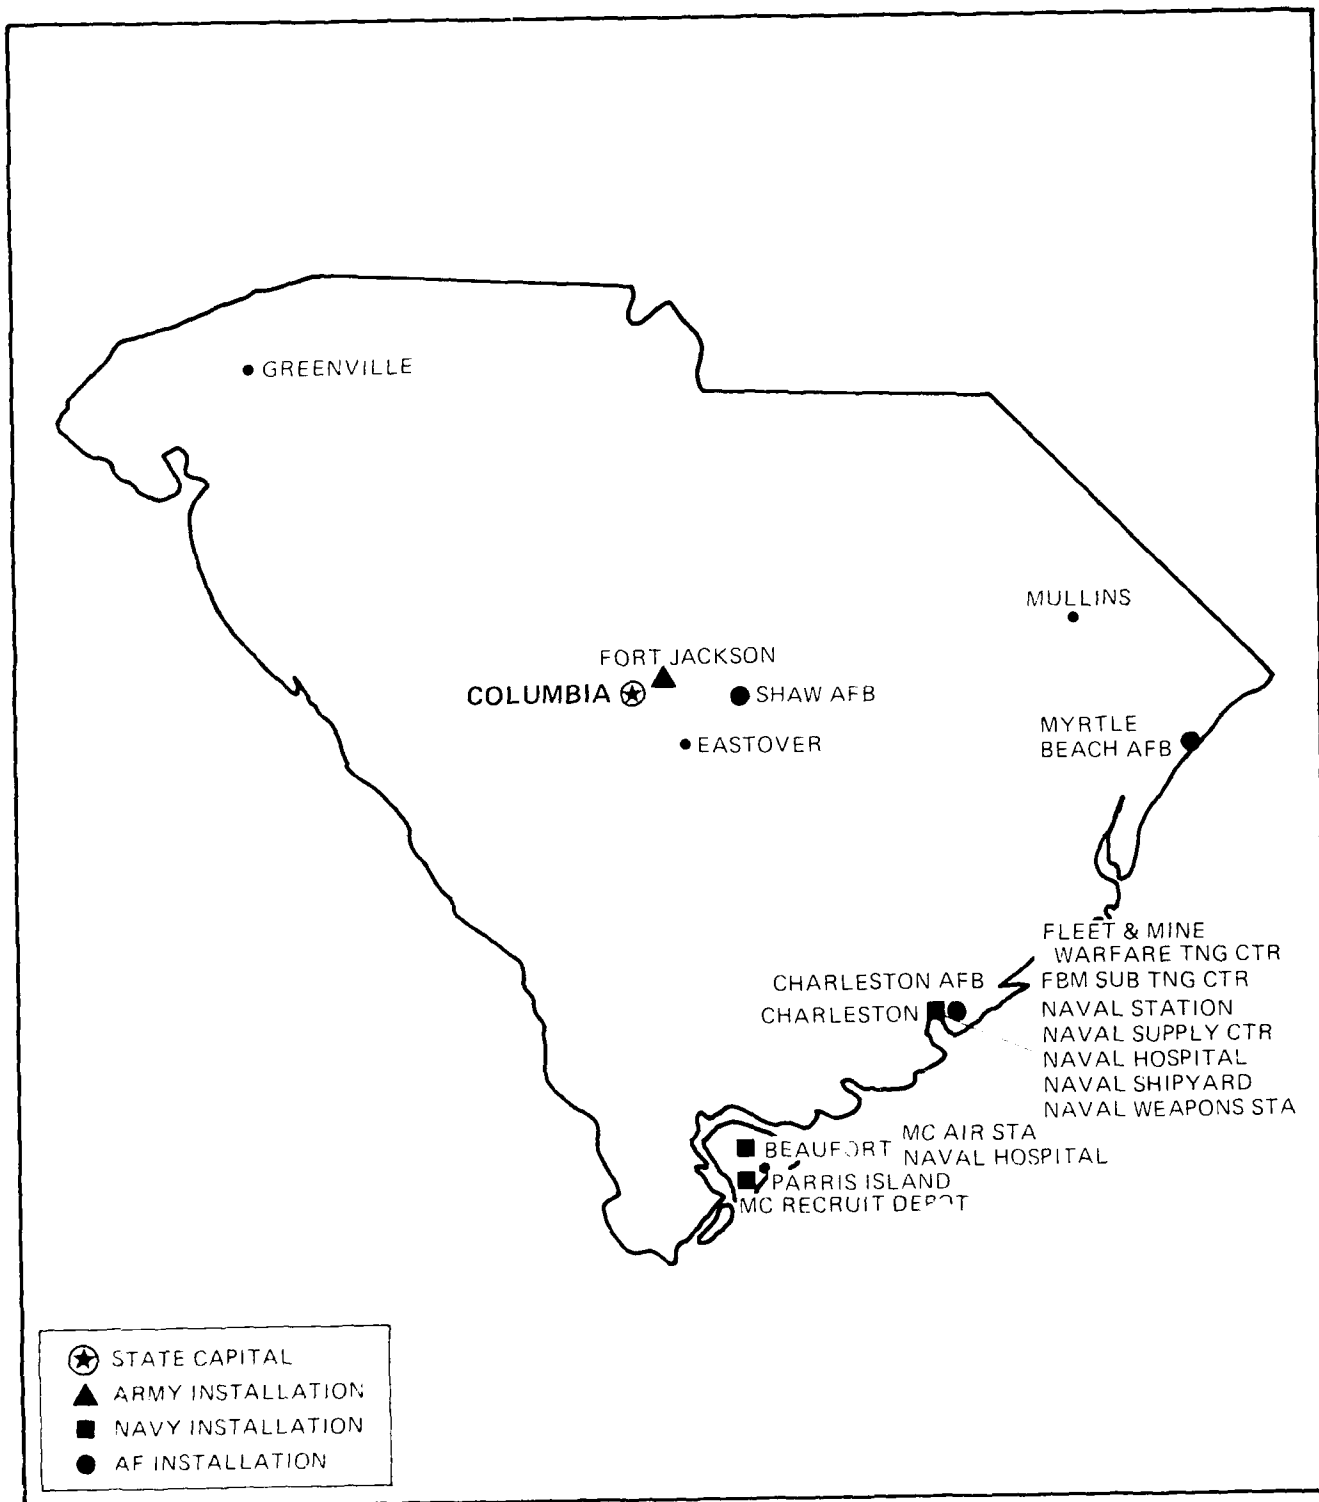 GREENVILLE
MULLINS
FORT JACKSON
COLUMBIA
SHAW AFB
MYRTLE
BEACH AFB
EASTOVER
FLEET & MINE
WARFARE TNG CTR
CHARLESTON AFB
FBM SUB TNG CTR
CHARLESTON
NAVAL STATION
NAVAL SUPPLY CTR
NAVAL HOSPITAL
NAVAL SHIPYARD
NAVAL WEAPONS STA
BEAUFORT
MC AIR STA
NAVAL HOSPITAL
PARRIS ISLAND
MC RECRUIT DEPOT
STATE CAPITAL
ARMY INSTALLATION
NAVY INSTALLATION
AF INSTALLATION